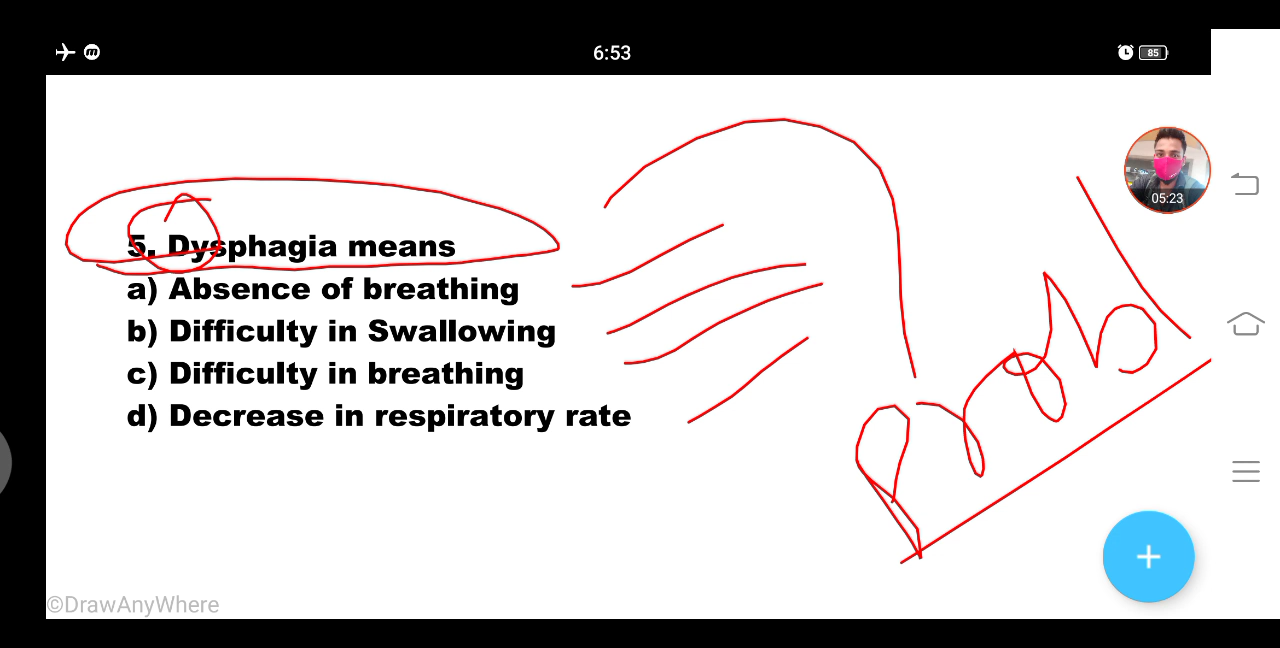 6:53
85
05:23
5. Dysphagia means
a) Absence of breathing
b) Difficulty in Swallowing
c) Difficulty in breathing
d) Decrease in respiratory rate
©DrawAnyWhere